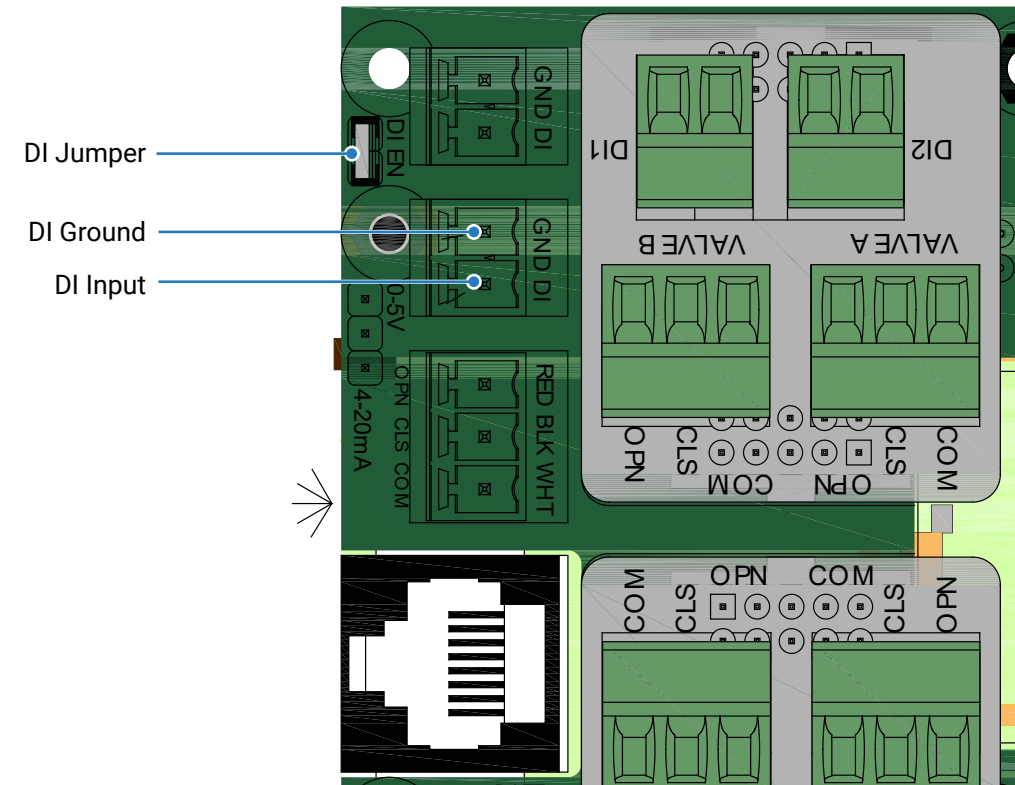 GND DI
DI Jumper
DI EN
DI1
DI2
DI Ground
GND DI
VALVE B
VALVE A
DI Input
0-5V
4-20mA
OPN CLS COM
RED BLK WHT
OPN
CLS
COM
OPN
CLS
COM
COM
CLS
OPN
COM
CLS
OPN